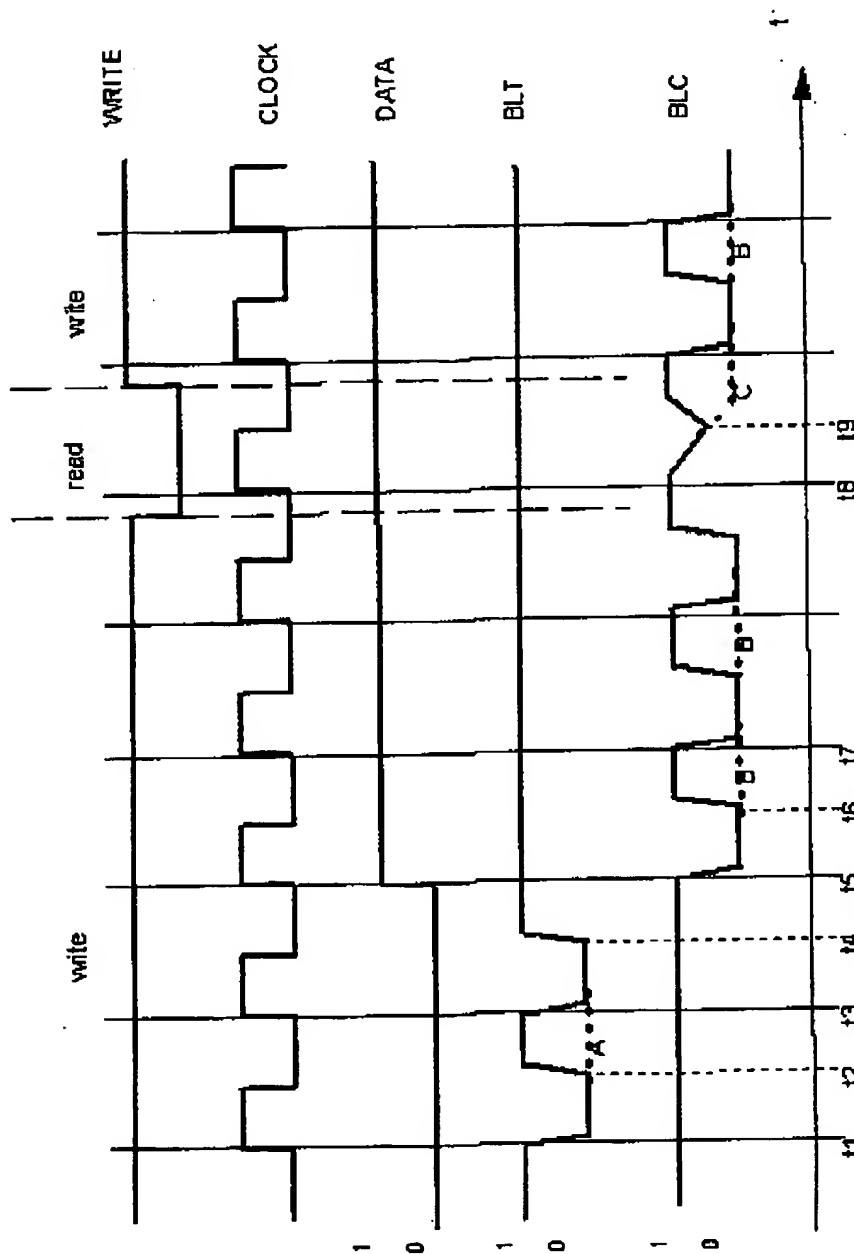 write read write
WRITE
CLOCK
1 DATA
0
1 BLT
0
A
1 BLC
0
B B C B
t
t1 t2 t3 t4 t5 t6 t7 t8 t9